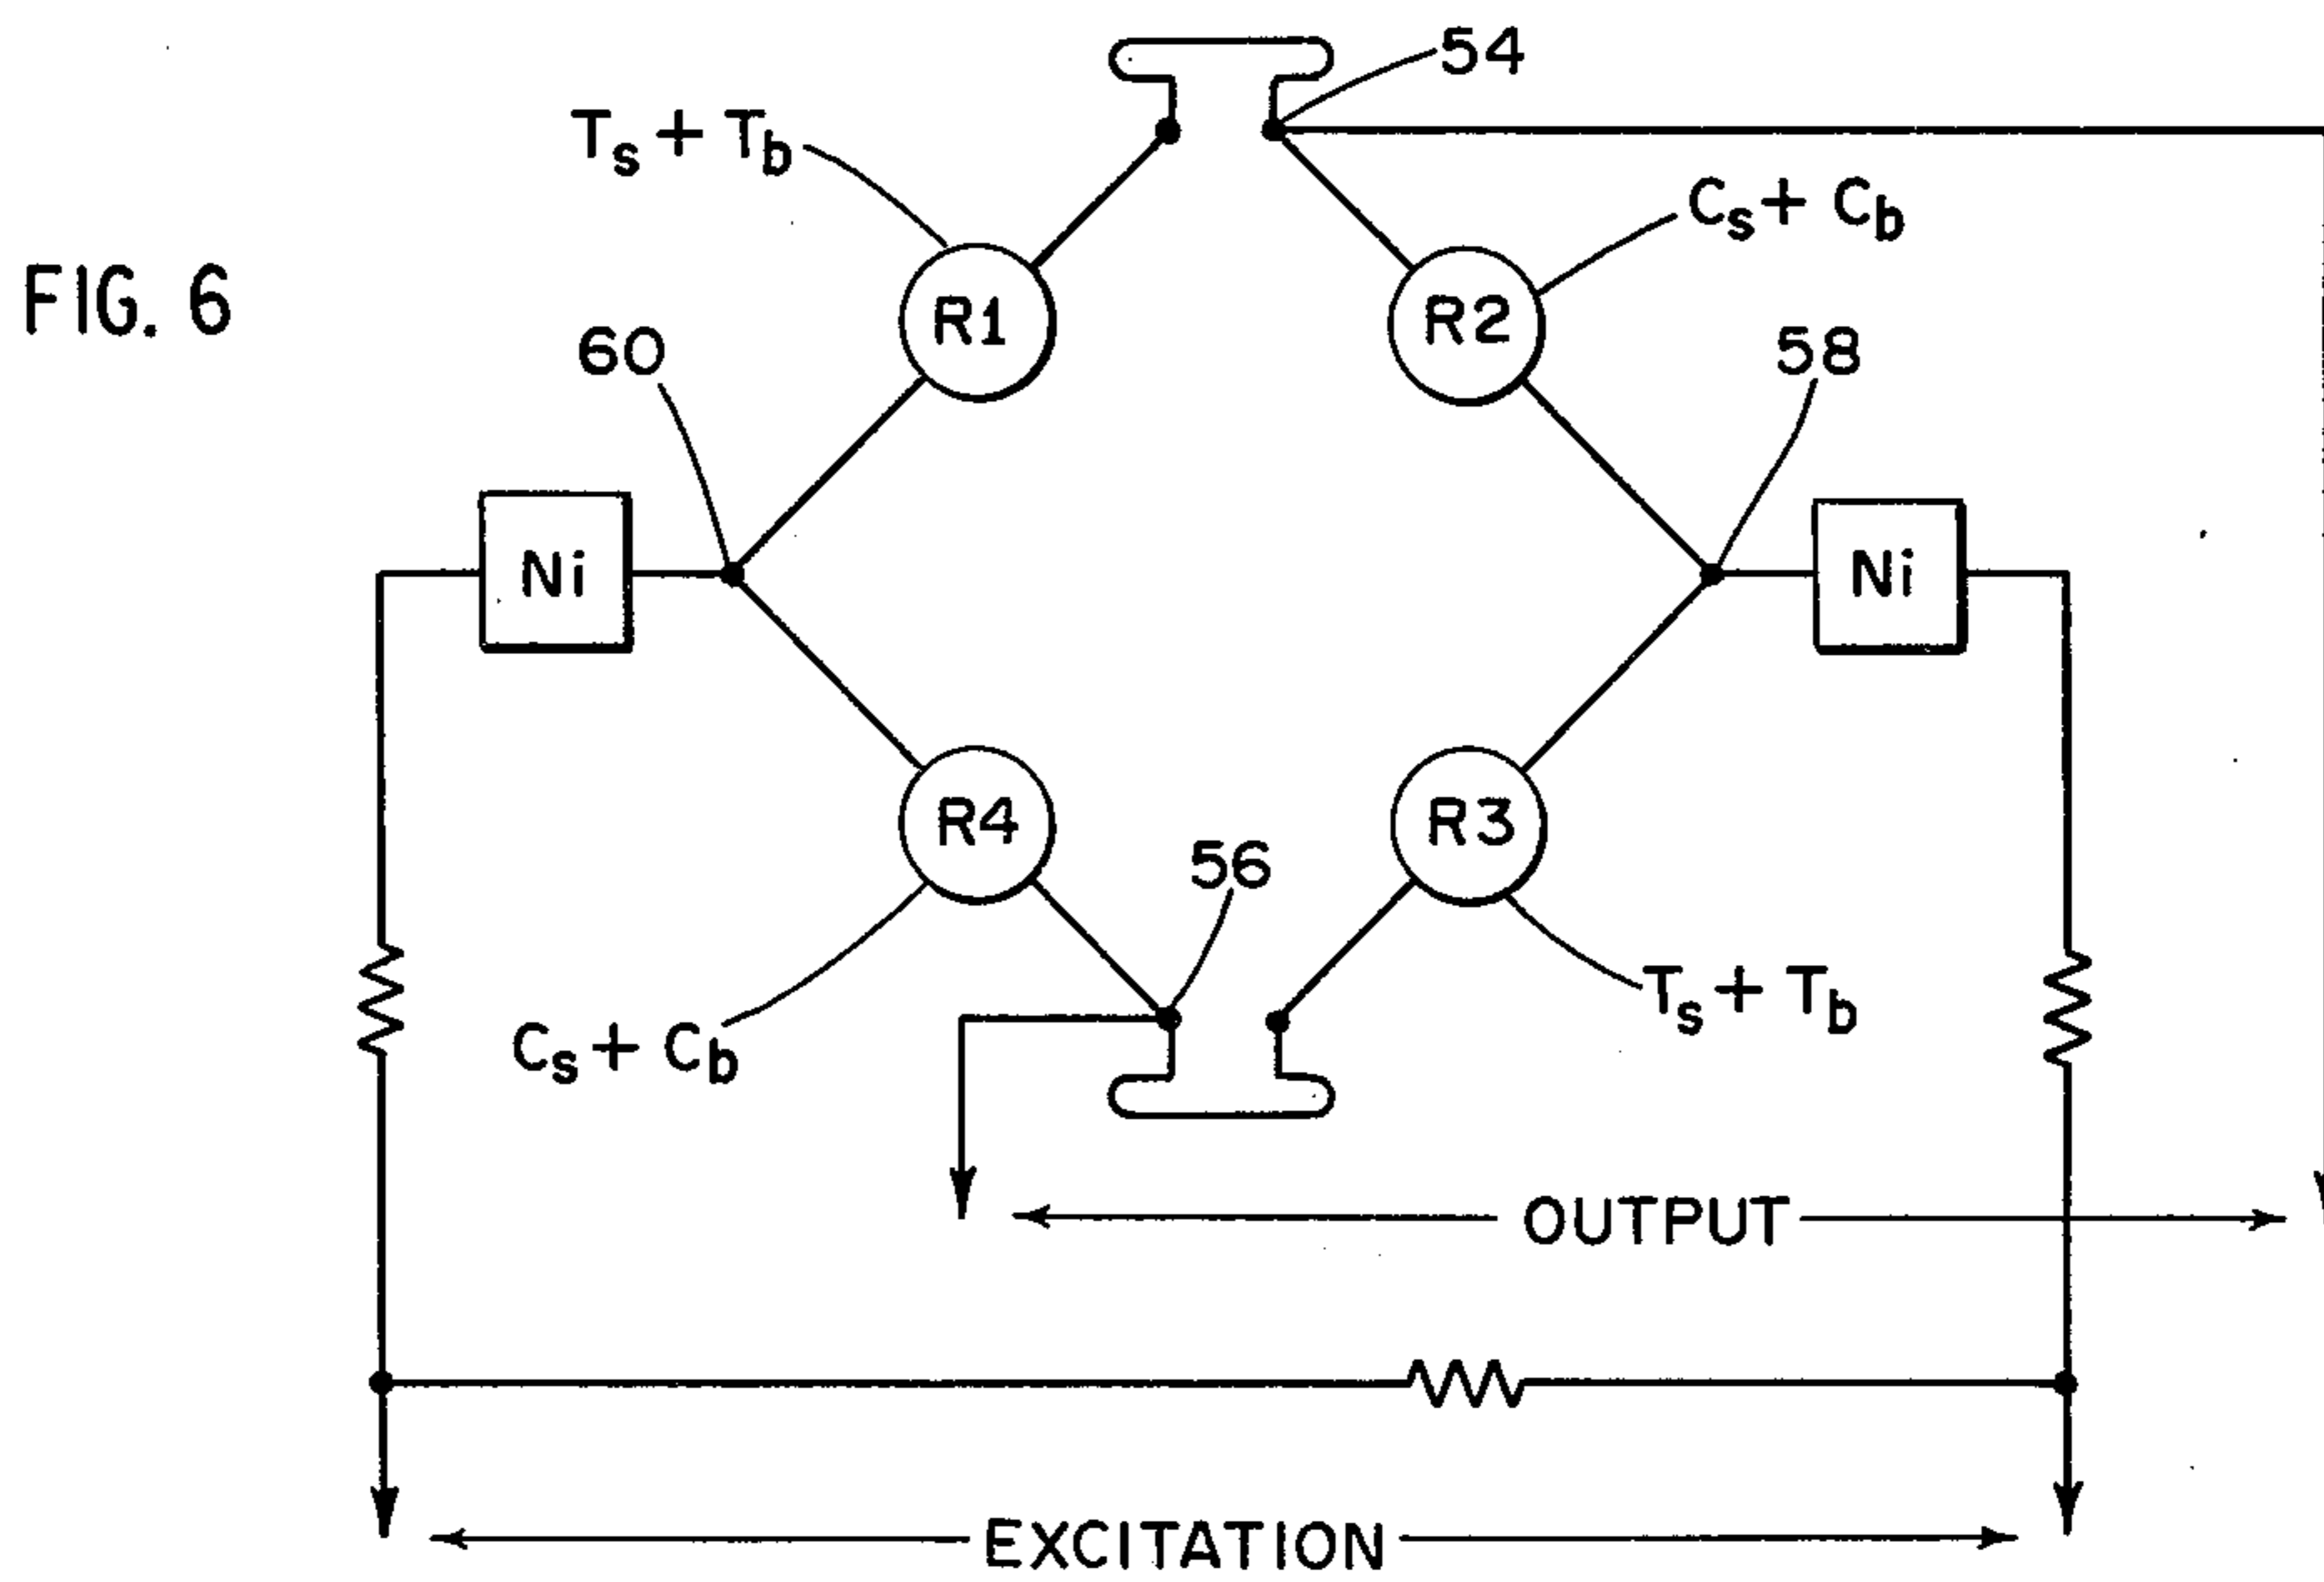 54
Ts + Tb
Cs + Cb
FIG. 6
R1
R2
60
58
Ni
Ni
R4
R3
56
Ts + Tb
Cs + Cb
OUTPUT
EXCITATION